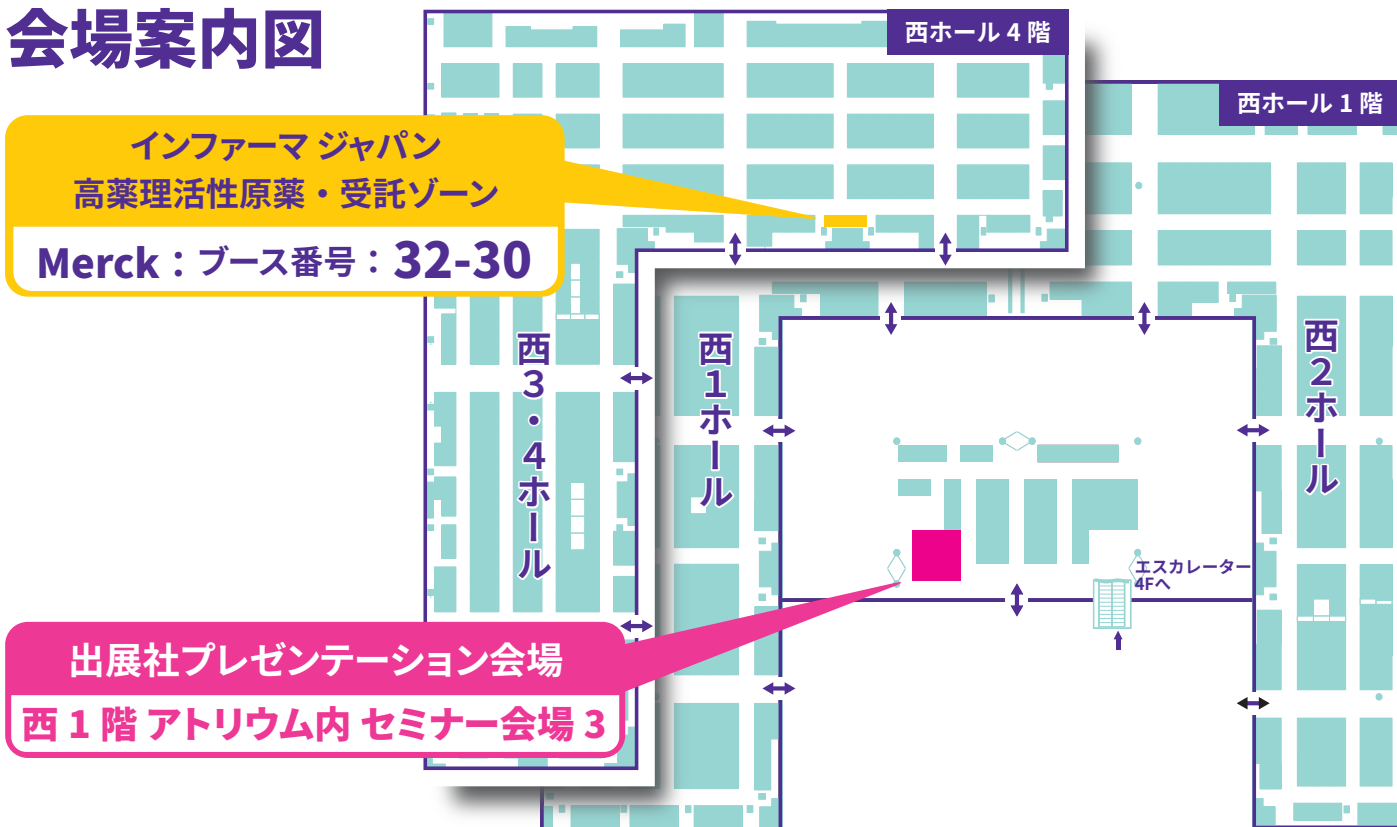 会場案内図
西ホール 4 階
西ホール 1 階
インファーマ ジャパン
高薬理活性原薬・受託ゾーン
Merck：ブース番号：32-30
西３・４ホール
西１ホール
西２ホール
エスカレーター
4Fへ
出展社プレゼンテーション会場
西 1 階 アトリウム内 セミナー会場 3